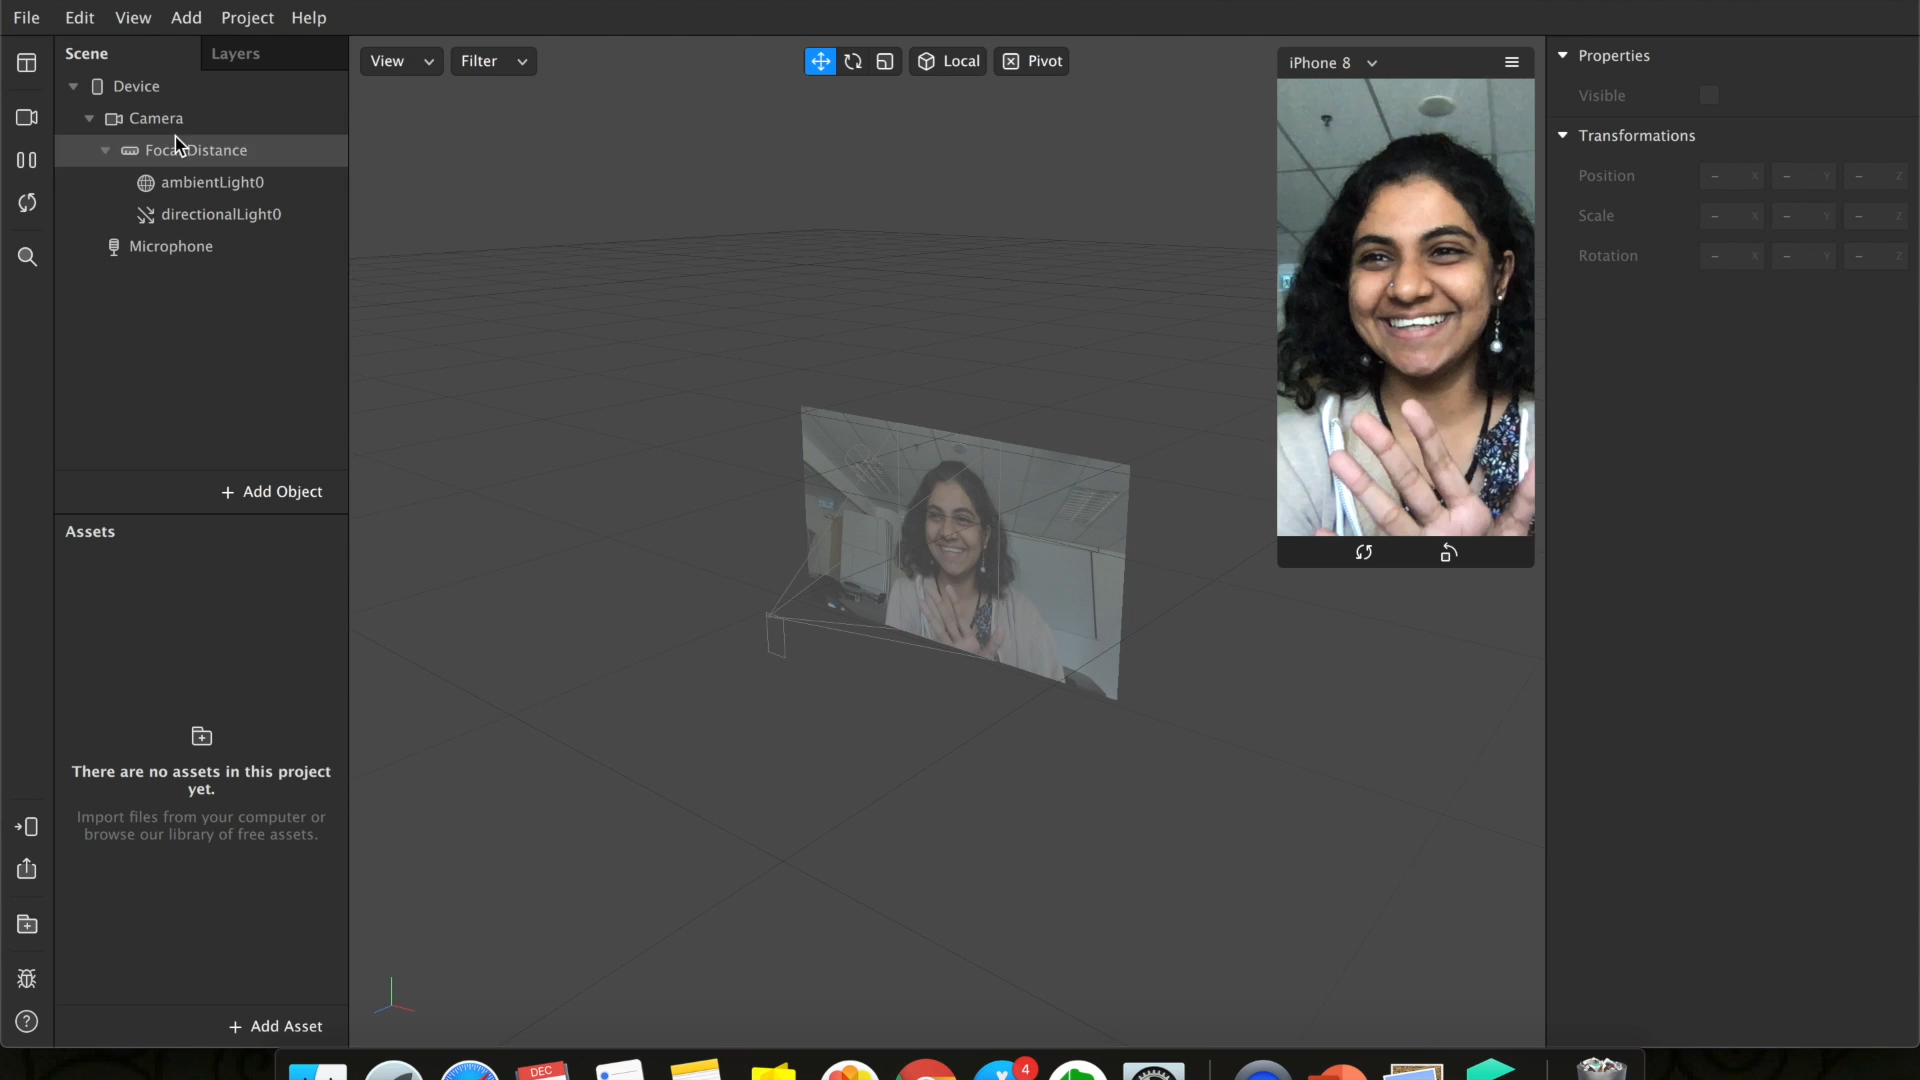 File Edit View Add Project Help
Scene Layers
View Filter Local Pivot
iPhone 8
Properties
Device
Visible
Camera
Transformations
Focal Distance
Position - X - Y - Z
ambientLight0
Scale - X - Y - Z
directionalLight0
Rotation - X - Y - Z
Microphone
+ Add Object
Assets
There are no assets in this project
yet.
Import files from your computer or
browse our library of free assets.
+ Add Asset
DEC
4